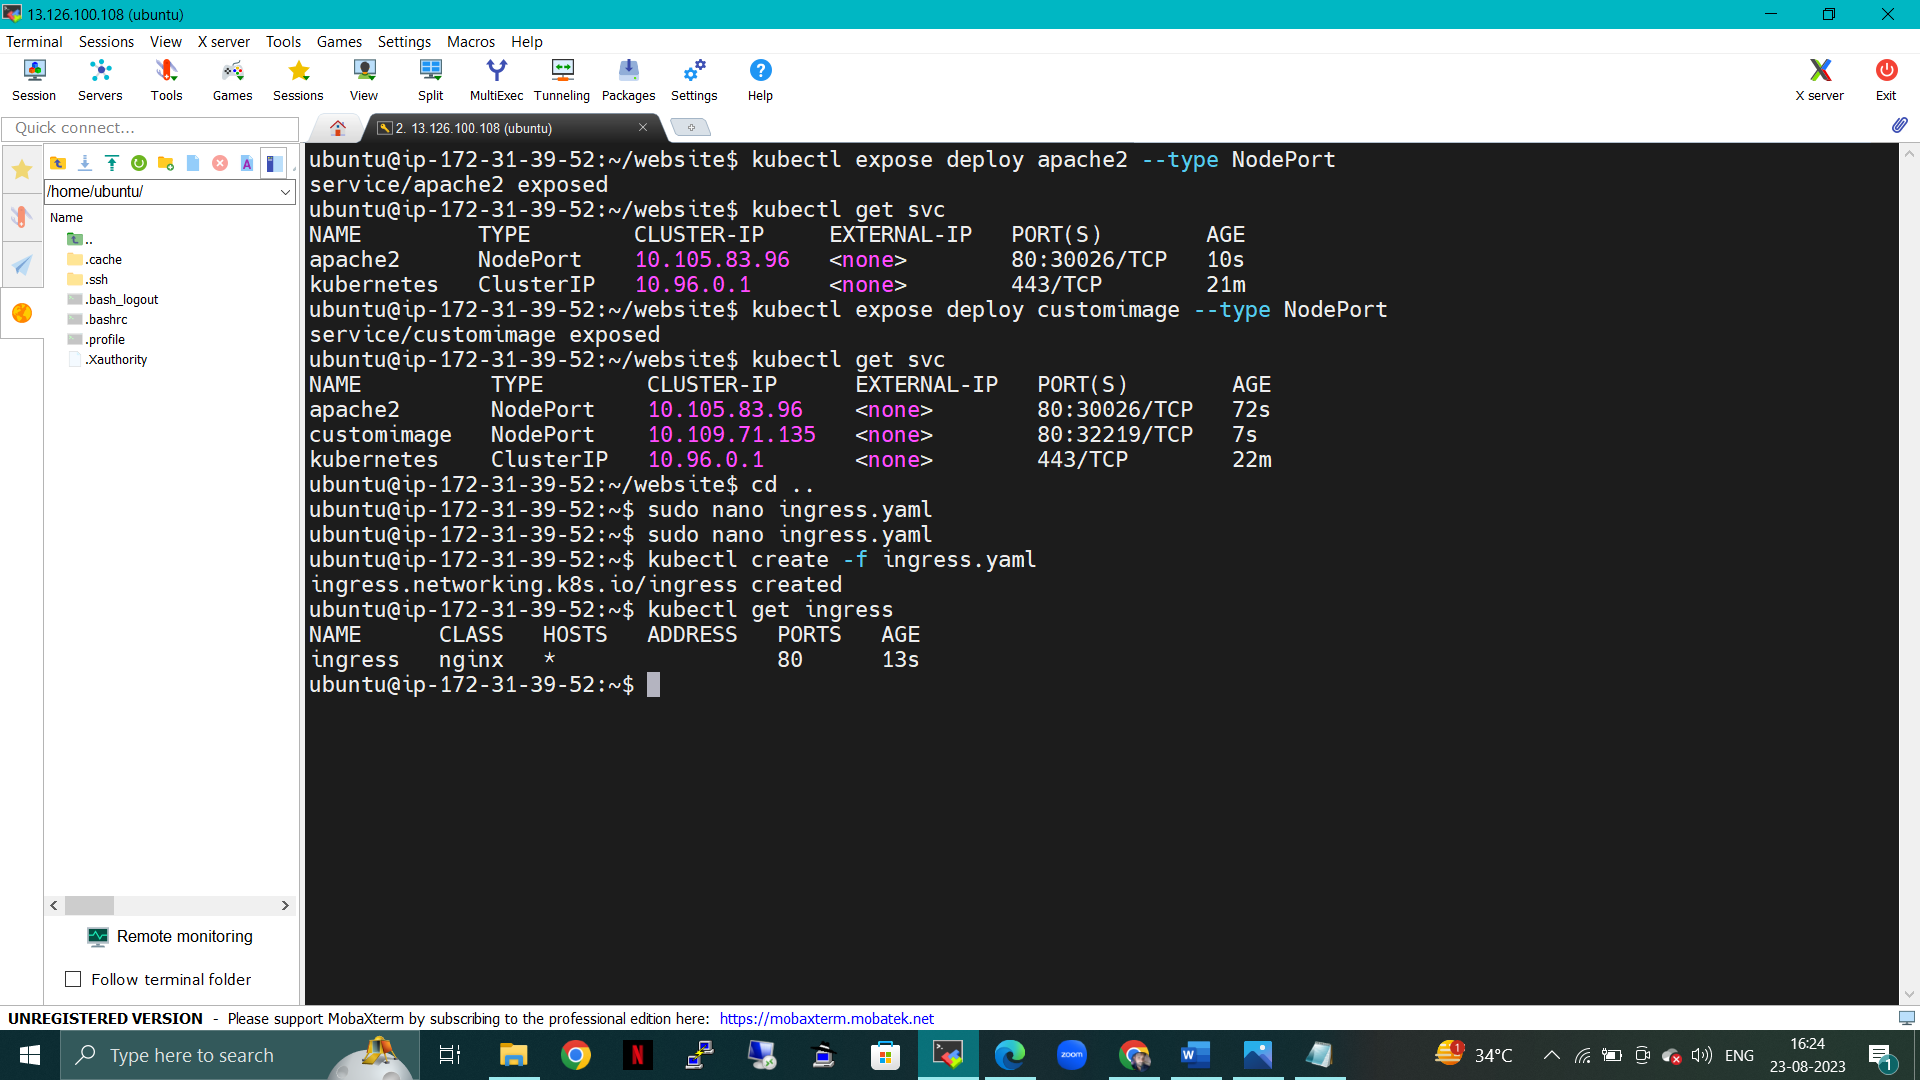 13.126.100.108 (ubuntu)
Terminal Sessions View X server Tools Games Settings Macros Help
Session Servers Tools Games Sessions View Split MultiExec Tunneling Packages Settings Help X server Exit
Quick connect...
2. 13.126.100.108 (ubuntu)
/home/ubuntu/
Name
..
.cache
.ssh
.bash_logout
.bashrc
.profile
.Xauthority
Remote monitoring
Follow terminal folder
ubuntu@ip-172-31-39-52:~/website$ kubectl expose deploy apache2 --type NodePort
service/apache2 exposed
ubuntu@ip-172-31-39-52:~/website$ kubectl get svc
NAME TYPE CLUSTER-IP EXTERNAL-IP PORT(S) AGE
apache2 NodePort 10.105.83.96 <none> 80:30026/TCP 10s
kubernetes ClusterIP 10.96.0.1 <none> 443/TCP 21m
ubuntu@ip-172-31-39-52:~/website$ kubectl expose deploy customimage --type NodePort
service/customimage exposed
ubuntu@ip-172-31-39-52:~/website$ kubectl get svc
NAME TYPE CLUSTER-IP EXTERNAL-IP PORT(S) AGE
apache2 NodePort 10.105.83.96 <none> 80:30026/TCP 72s
customimage NodePort 10.109.71.135 <none> 80:32219/TCP 7s
kubernetes ClusterIP 10.96.0.1 <none> 443/TCP 22m
ubuntu@ip-172-31-39-52:~/website$ cd ..
ubuntu@ip-172-31-39-52:~$ sudo nano ingress.yaml
ubuntu@ip-172-31-39-52:~$ sudo nano ingress.yaml
ubuntu@ip-172-31-39-52:~$ kubectl create -f ingress.yaml
ingress.networking.k8s.io/ingress created
ubuntu@ip-172-31-39-52:~$ kubectl get ingress
NAME CLASS HOSTS ADDRESS PORTS AGE
ingress nginx * 80 13s
ubuntu@ip-172-31-39-52:~$
UNREGISTERED VERSION - Please support MobaXterm by subscribing to the professional edition here: https://mobaxterm.mobatek.net
Type here to search
N
zoom
W
1
34°C
ENG
16:24
23-08-2023
1